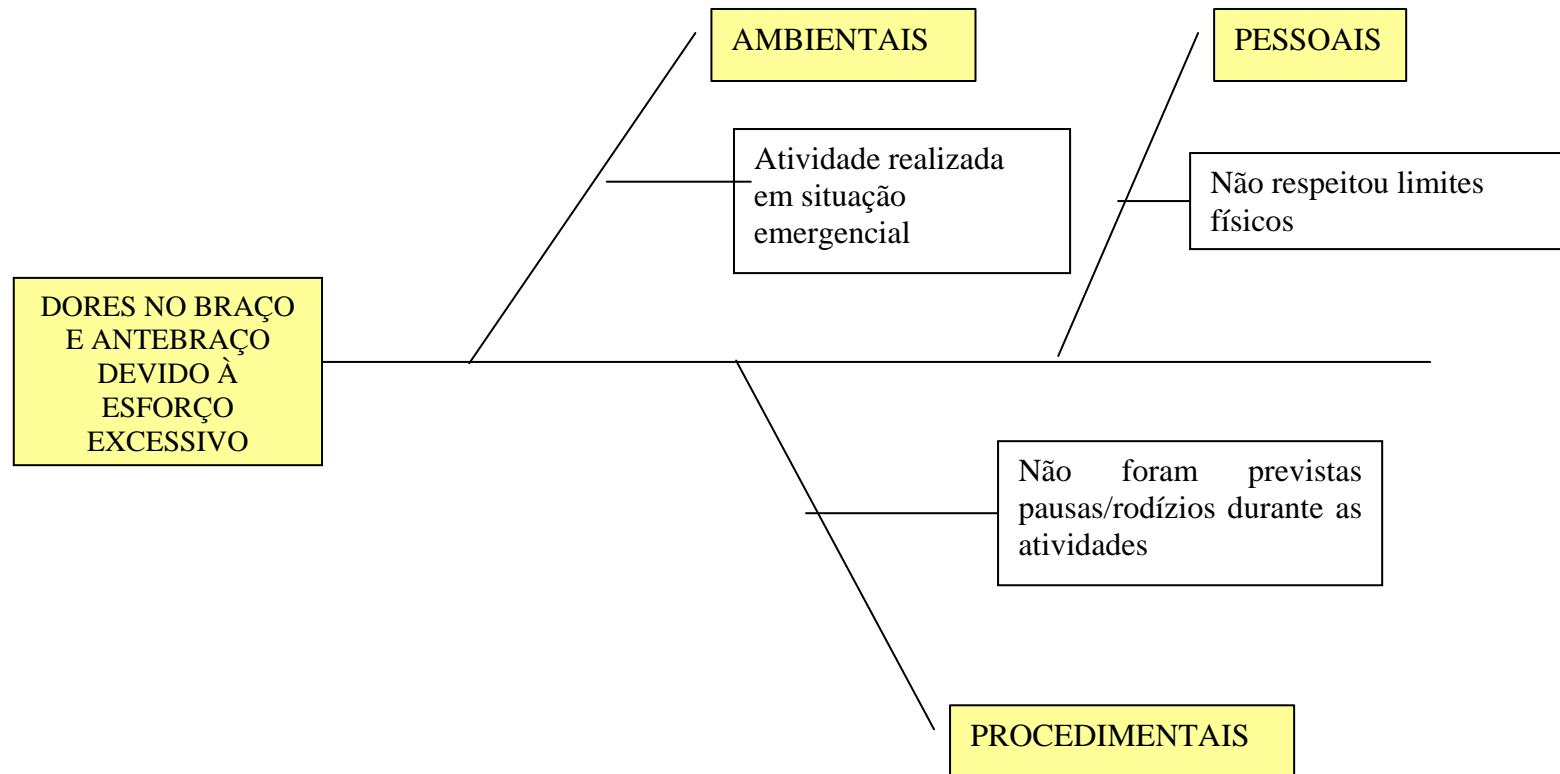 AMBIENTAIS
PESSOAIS
Atividade realizada
em situação
emergencial
Não respeitou limites
físicos
DORES NO BRAÇO
E ANTEBRAÇO
DEVIDO À
ESFORÇO
EXCESSIVO
Não foram previstas
pausas/rodízios durante as
atividades
PROCEDIMENTAIS